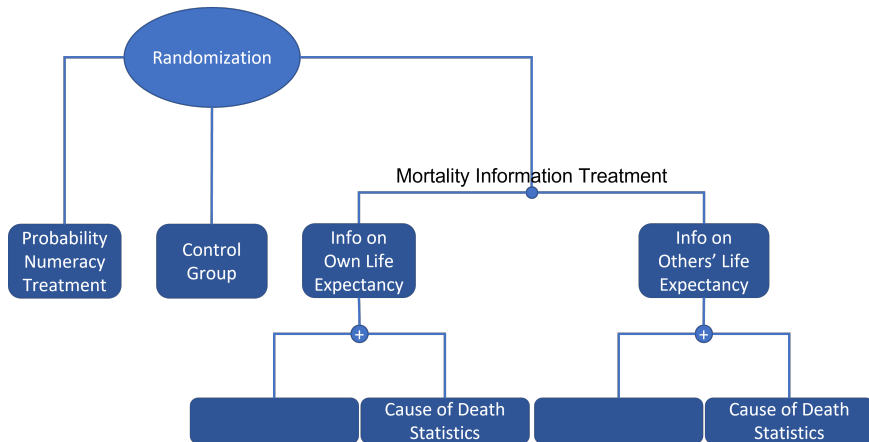 Randomization
Mortality Information Treatment
Probability
Numeracy
Treatment
Control
Group
Info on
Own Life
Expectancy
Info on
Others’ Life
Expectancy
+
+
Cause of Death
Statistics
Cause of Death
Statistics